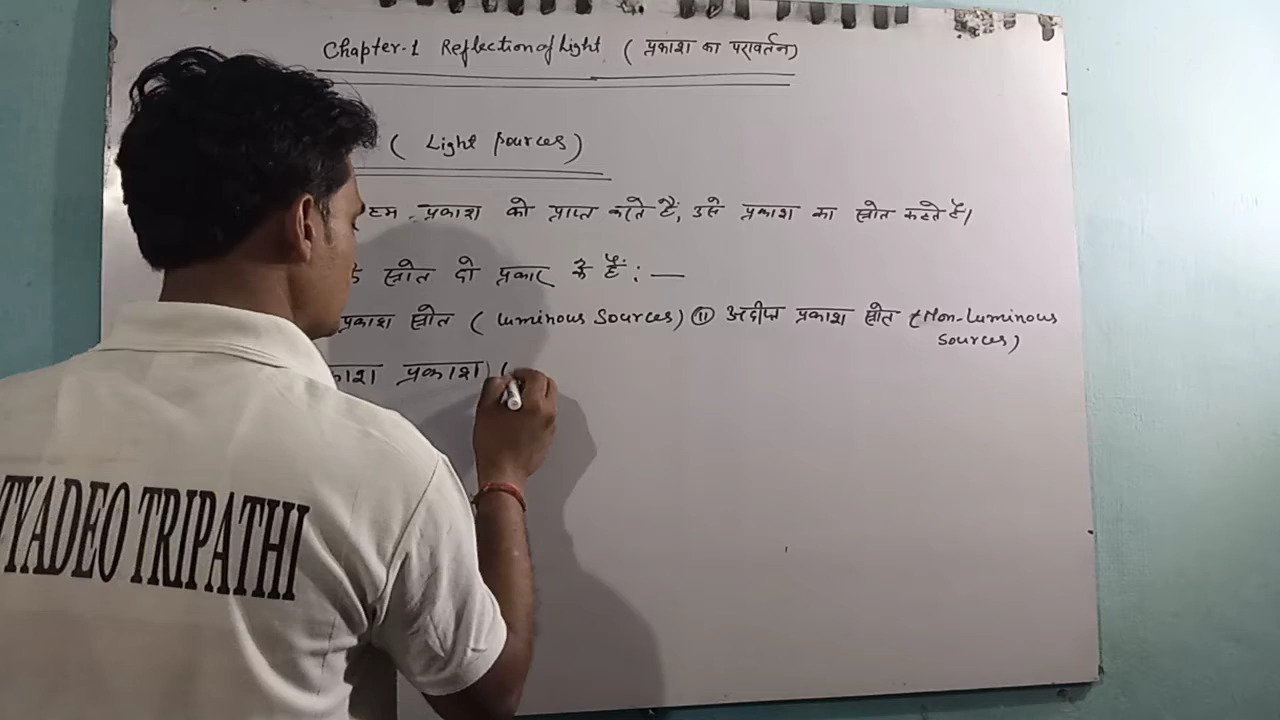 Chapter-1 Reflection of Light ( प्रकाश का परावर्तन)
( Light Sources )
हम प्रकाश को प्राप्त करते हैं, उसे प्रकाश का स्रोत कहते हैं।
के स्रोत दो प्रकार के हैं : —
प्रकाश स्रोत ( Luminous Sources ) (ii) अदीप्त प्रकाश स्रोत ( Non-Luminous
Sources )
प्रकाश (
TYADEO TRIPATHI